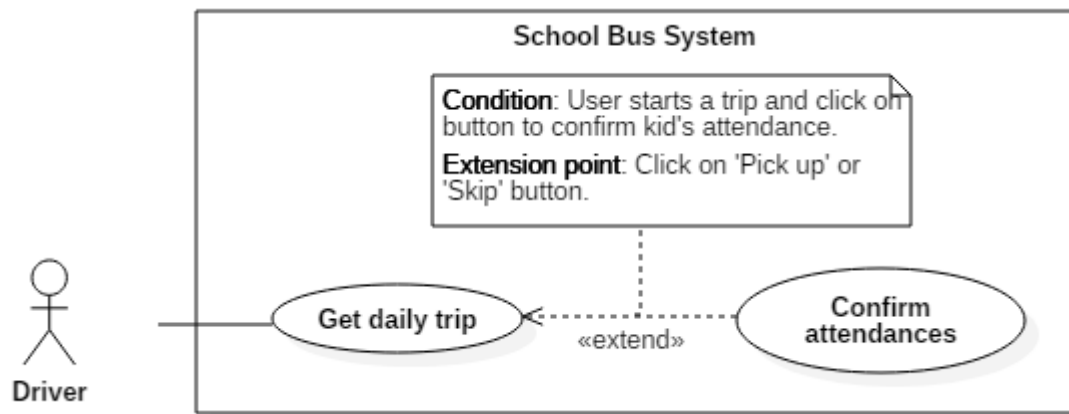 School Bus System
Condition: User starts a trip and click on
button to confirm kid's attendance.
Extension point: Click on 'Pick up' or
'Skip' button.
Get daily trip
«extend»
Confirm
attendances
Driver